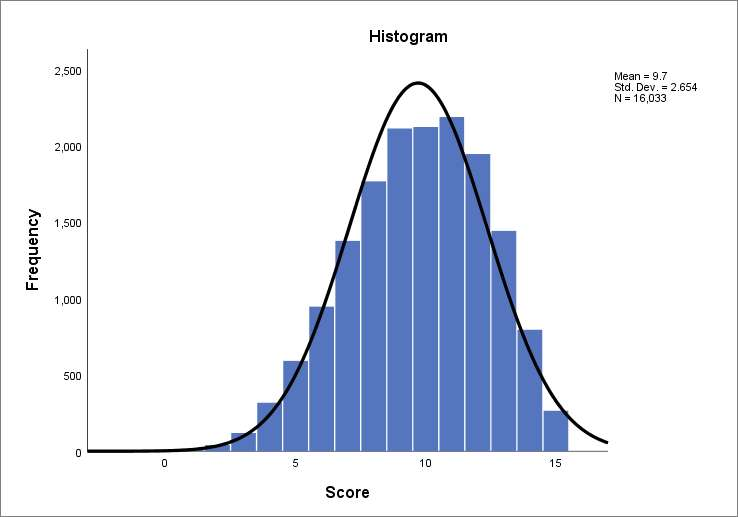 Histogram
Mean = 9.7
Std. Dev. = 2.654
N = 16,033
2,500
2,000
1,500
1,000
500
0
Frequency
0 5 10 15
Score